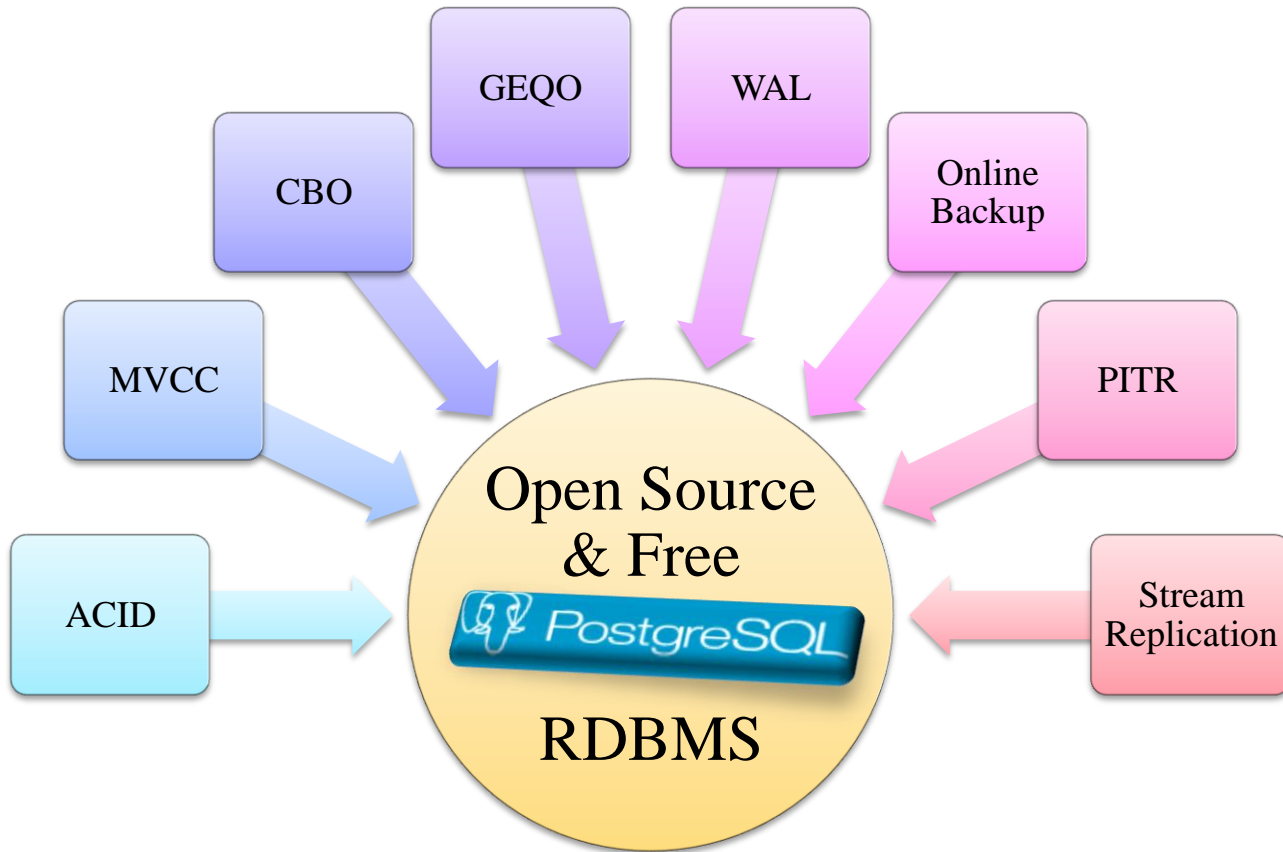 GEQO
WAL
CBO
Online
Backup
MVCC
PITR
Open Source
& Free
PostgreSQL
RDBMS
ACID
Stream
Replication